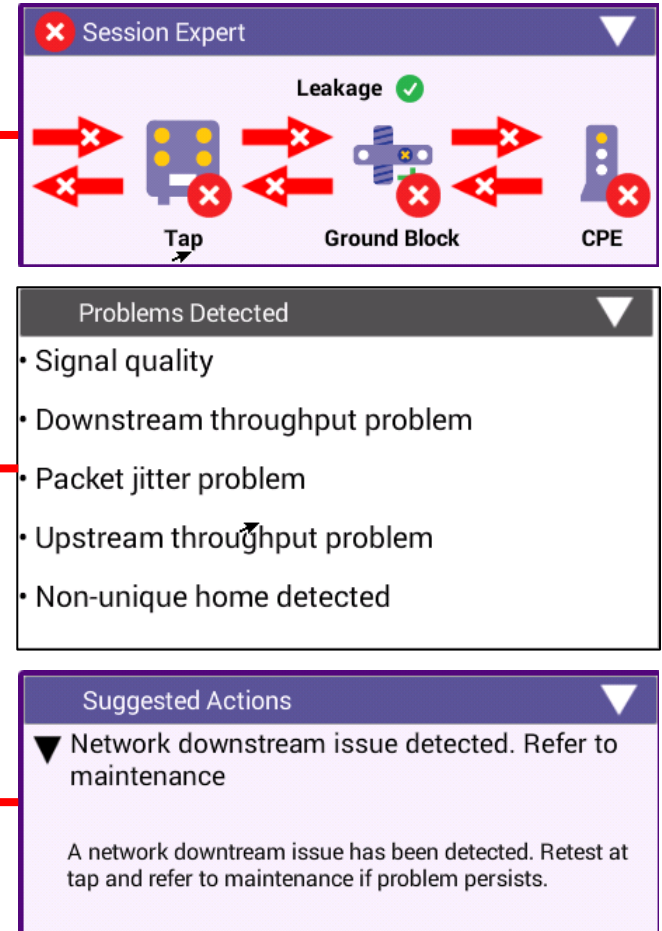 Session Expert
Leakage
Tap
Ground Block
CPE
Problems Detected
• Signal quality
• Downstream throughput problem
• Packet jitter problem
• Upstream throughput problem
• Non-unique home detected
Suggested Actions
Network downstream issue detected. Refer to
maintenance
A network downtream issue has been detected. Retest at
tap and refer to maintenance if problem persists.